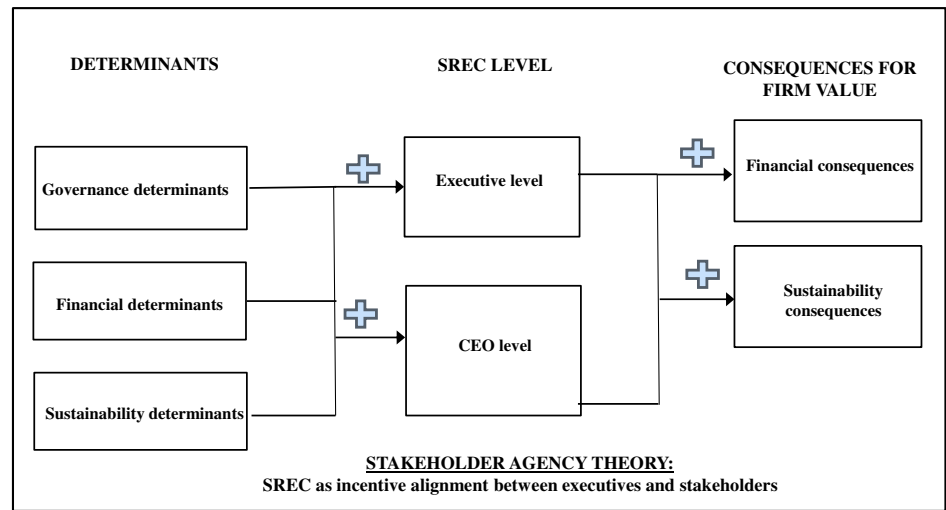 DETERMINANTS
SREC LEVEL
CONSEQUENCES FOR
FIRM VALUE
Governance determinants
Financial determinants
Sustainability determinants
Executive level
CEO level
Financial consequences
Sustainability
consequences
STAKEHOLDER AGENCY THEORY:
SREC as incentive alignment between executives and stakeholders